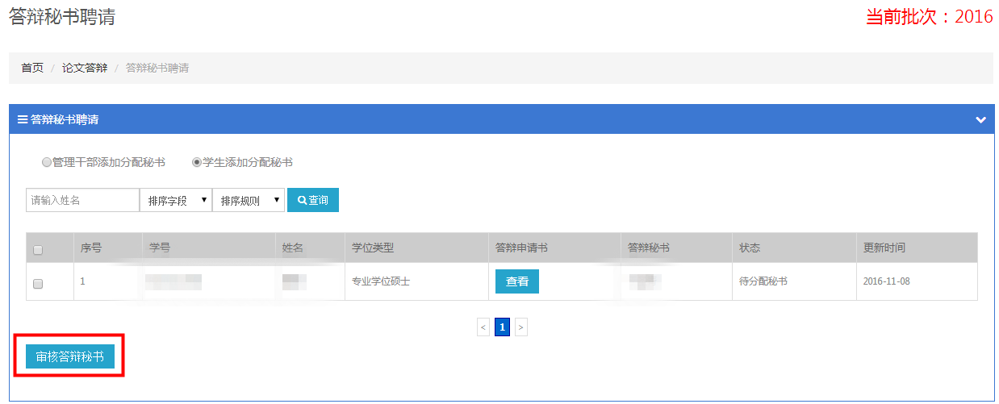 答辩秘书聘请 当前批次：2016
首页 / 论文答辩 / 答辩秘书聘请
答辩秘书聘请
管理干部添加分配秘书 学生添加分配秘书
请输入姓名 排序字段 排序规则 查询
序号 学号 姓名 学位类型 答辩申请书 答辩秘书 状态 更新时间
1 专业学位硕士 查看 待分配秘书 2016-11-08
< 1 >
审核答辩秘书